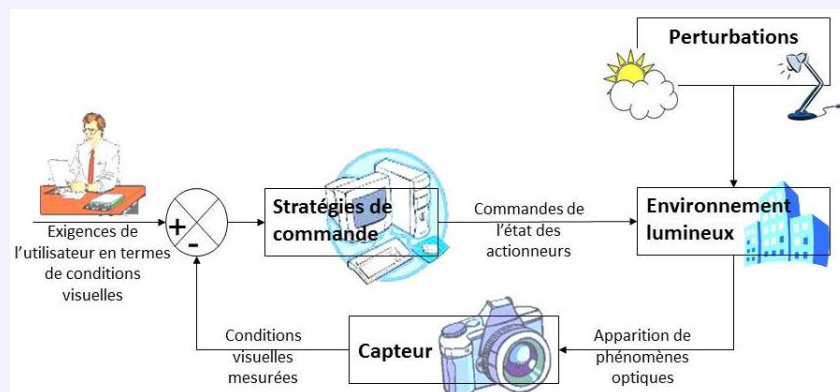 Perturbations
Stratégies de
commande
Commandes de
l'état des
actionneurs
Environnement
lumineux
+
-
Exigences de
l'utilisateur en termes
de conditions
visuelles
Conditions
visuelles
mesurées
Capteur
Apparition de
phénomènes
optiques